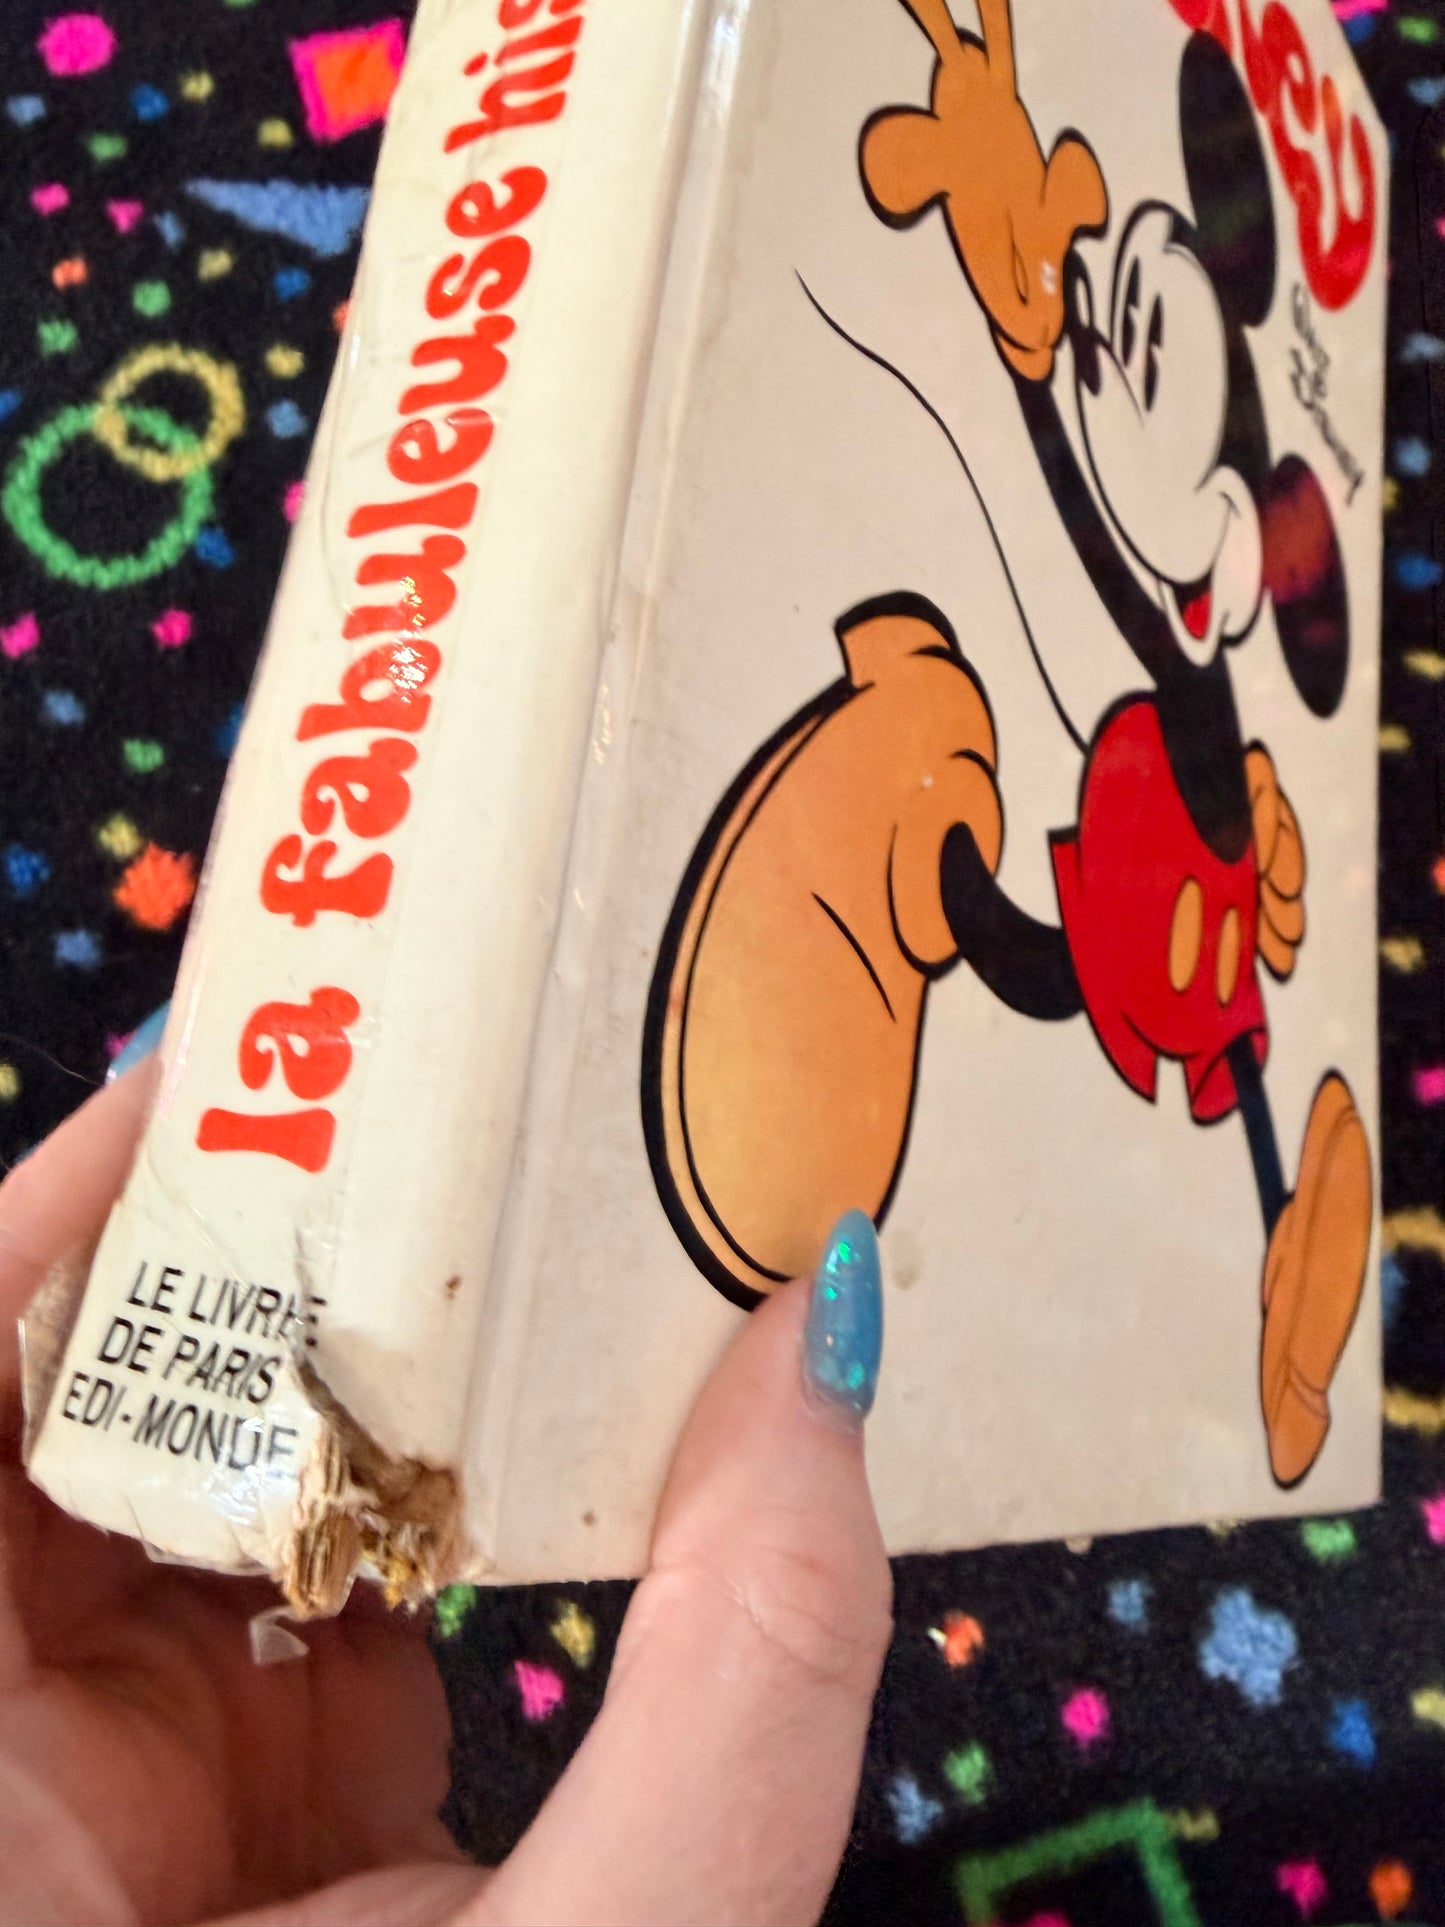 la fabuleuse his
LE LIVRE
DE PARIS
EDI-MONDE